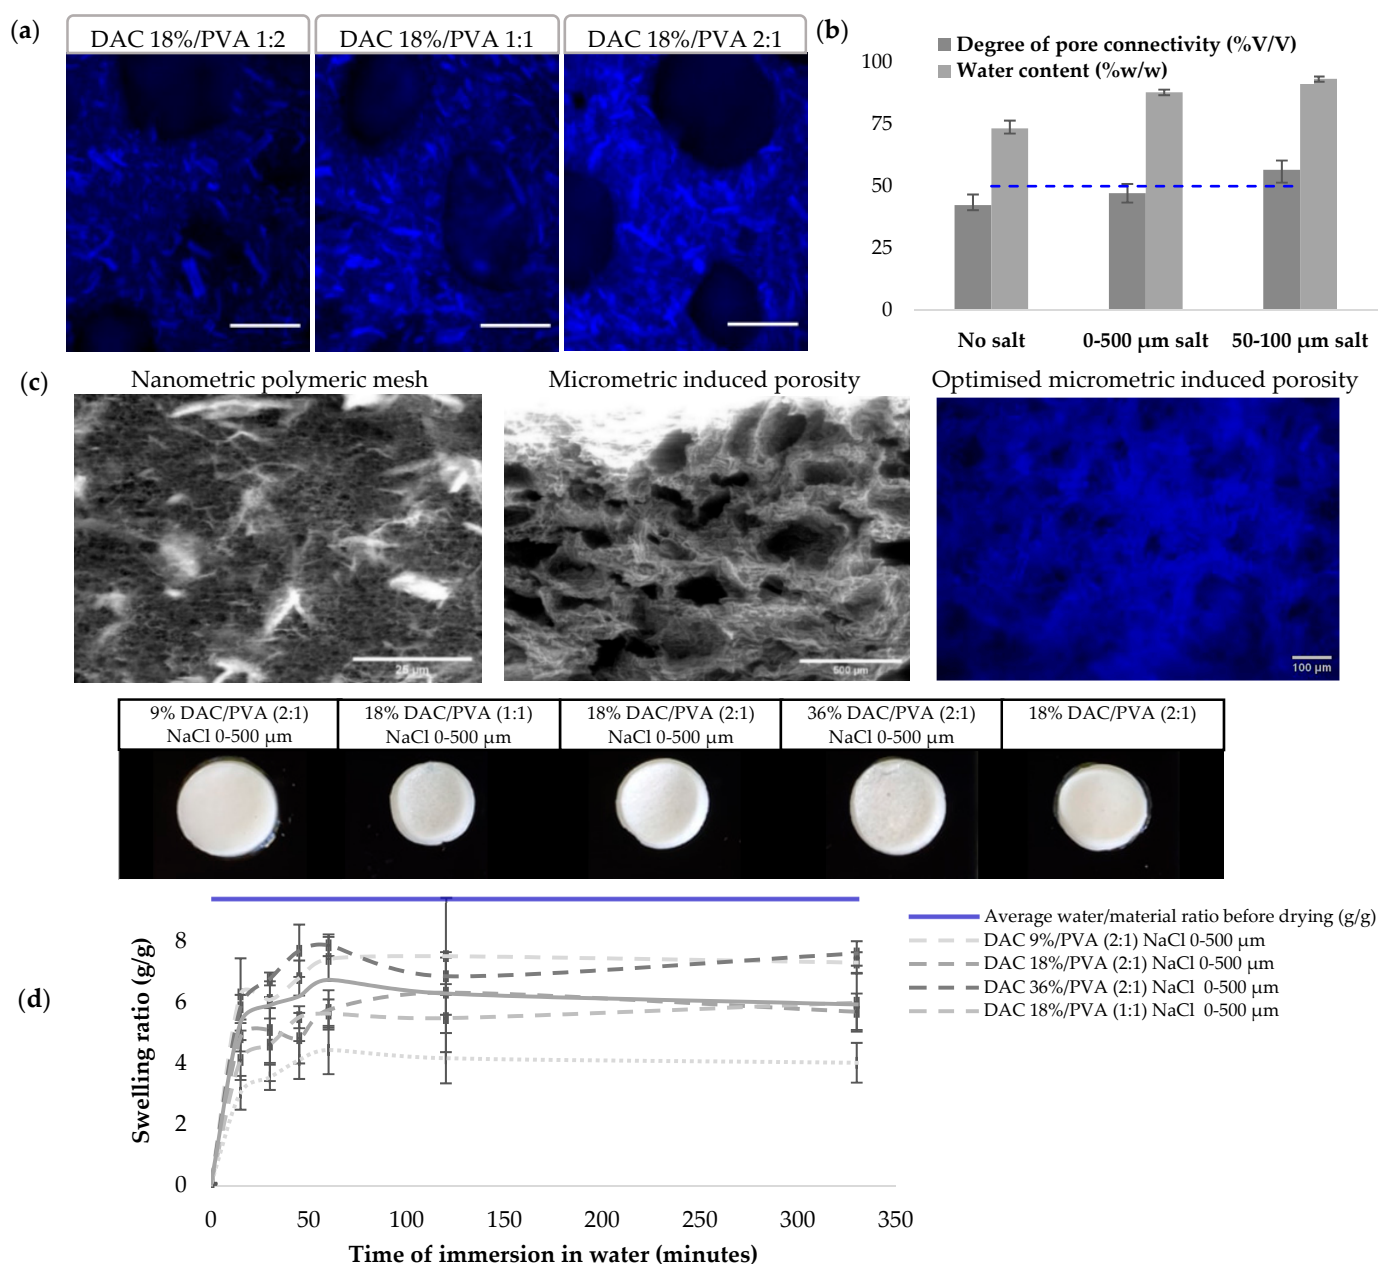 (a)
DAC 18%/PVA 1:2
DAC 18%/PVA 1:1
DAC 18%/PVA 2:1
(b)
Degree of pore connectivity (%V/V)
Water content (%w/w)
100
75
50
25
0
No salt
0-500 µm salt
50-100 µm salt
(c)
Nanometric polymeric mesh
Micrometric induced porosity
Optimised micrometric induced porosity
25 µm
500 µm
100 µm
9% DAC/PVA (2:1)
NaCl 0-500 µm
18% DAC/PVA (1:1)
NaCl 0-500 µm
18% DAC/PVA (2:1)
NaCl 0-500 µm
36% DAC/PVA (2:1)
NaCl 0-500 µm
18% DAC/PVA (2:1)
(d)
Swelling ratio (g/g)
8
6
4
2
0
0
50
100
150
200
250
300
350
Time of immersion in water (minutes)
Average water/material ratio before drying (g/g)
DAC 9%/PVA (2:1) NaCl 0-500 µm
DAC 18%/PVA (2:1) NaCl 0-500 µm
DAC 36%/PVA (2:1) NaCl 0-500 µm
DAC 18%/PVA (1:1) NaCl 0-500 µm